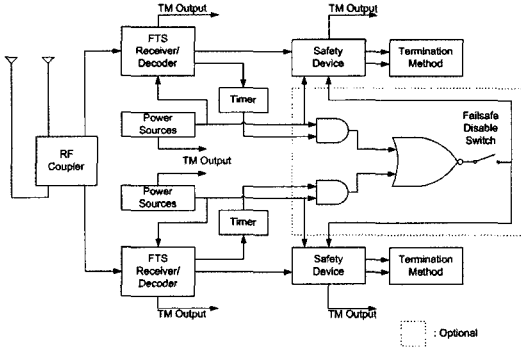 TM Output
TM Output
FTS
Receiver/
Decoder
Safety
Device
Termination
Method
Timer
Power
Sources
Failsafe
Disable
Switch
RF
Coupler
TM Output
Power
Sources
Timer
FTS
Receiver/
Decoder
Safety
Device
Termination
Method
TM Output
TM Output
: Optional